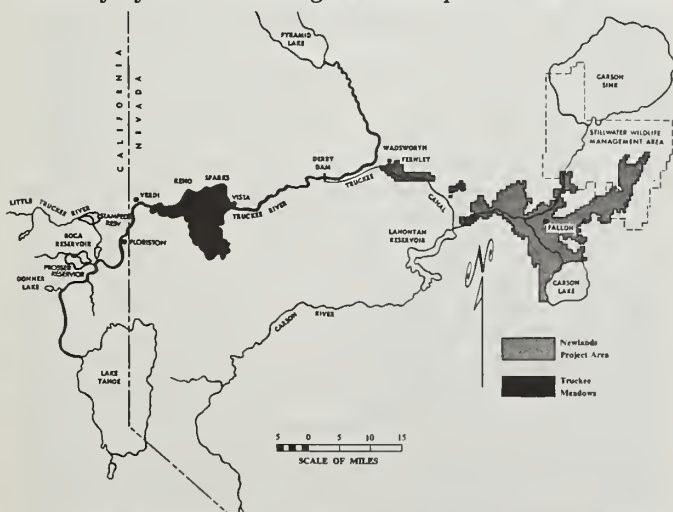 PYRAMID
LAKE
CALIFORNIA
NEVADA
CARSON
SINK
STILLWATER WILDLIFE
MANAGEMENT AREA
WADSWORTH
FERNLEY
DERBY
DAM
TRUCKEE
CANAL
RENO
SPARKS
VISTA
TRUCKEE RIVER
VERDI
LITTLE TRUCKEE RIVER
STAMPEDE
RESV
BOCA
RESERVOIR
FLORISTON
PROSSER
RESERVIOR
DONNER
LAKE
LAHONTAN
RESERVOIR
FALLON
CARSON
LAKE
CARSON RIVER
N
LAKE
TAHOE
Newlands
Project Area
Truckee
Meadows
5 0 5 10 15
SCALE OF MILES